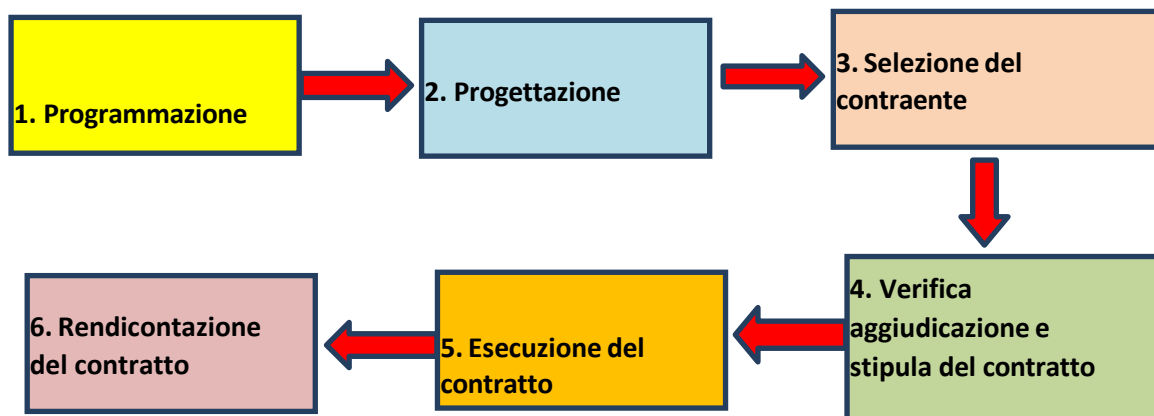 1. Programmazione
2. Progettazione
3. Selezione del
contraente
4. Verifica
aggiudicazione e
stipula del contratto
5. Esecuzione del
contratto
6. Rendicontazione
del contratto